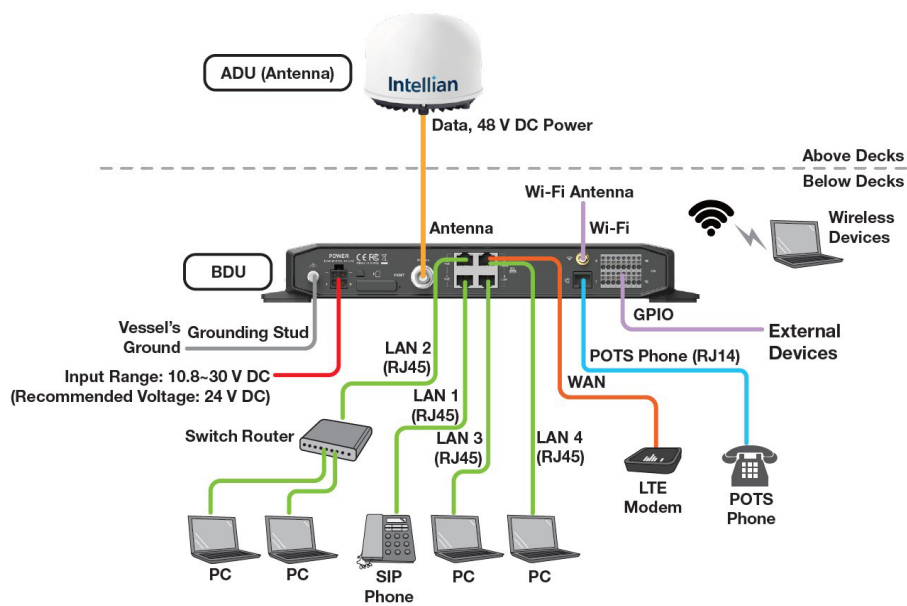 ADU (Antenna)
Intellian
Data, 48 V DC Power
Above Decks
Below Decks
Wi-Fi Antenna
Antenna
Wi-Fi
Wireless
Devices
BDU
POWER
Vessel's
Ground
Grounding Stud
GPIO
External
Devices
LAN 2
(RJ45)
POTS Phone (RJ14)
Input Range: 10.8~30 V DC
(Recommended Voltage: 24 V DC)
WAN
LAN 1
(RJ45)
Switch Router
LAN 3
(RJ45)
LAN 4
(RJ45)
LTE
Modem
POTS
Phone
PC
PC
SIP
Phone
PC
PC